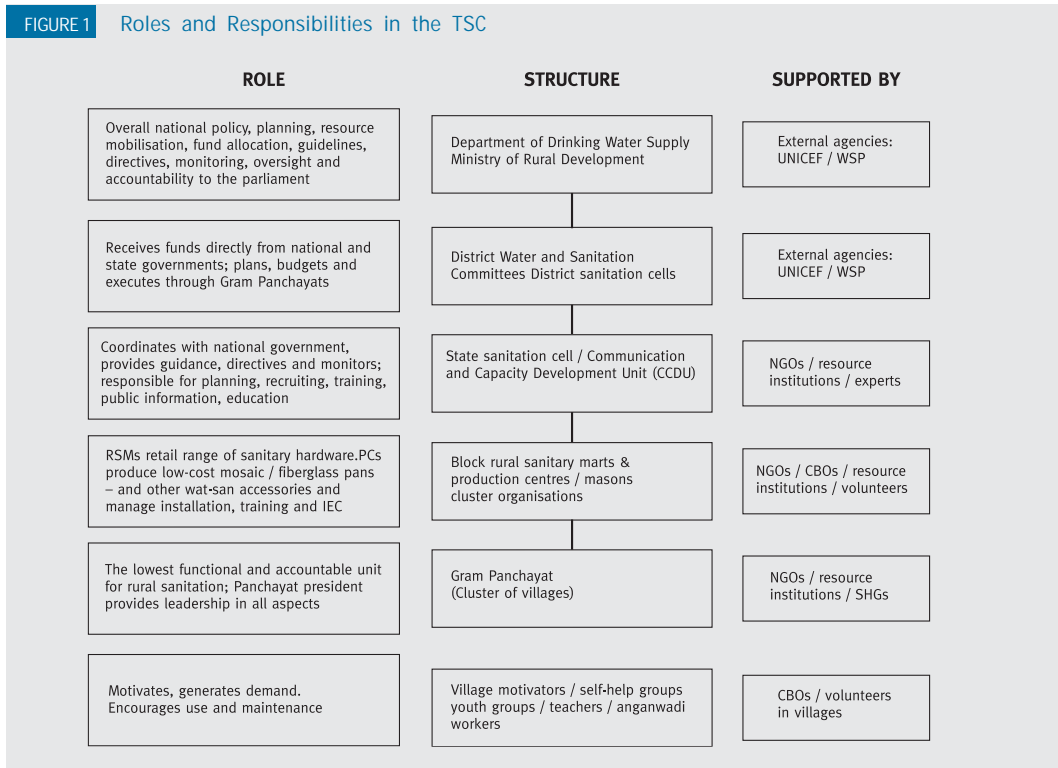 FIGURE 1 Roles and Responsibilities in the TSC
ROLE
STRUCTURE
SUPPORTED BY
Overall national policy, planning, resource
mobilisation, fund allocation, guidelines,
directives, monitoring, oversight and
accountability to the parliament
Department of Drinking Water Supply
Ministry of Rural Development
External agencies:
UNICEF / WSP
Receives funds directly from national and
state governments; plans, budgets and
executes through Gram Panchayats
District Water and Sanitation
Committees District sanitation cells
External agencies:
UNICEF / WSP
Coordinates with national government,
provides guidance, directives and monitors;
responsible for planning, recruiting, training,
public information, education
State sanitation cell / Communication
and Capacity Development Unit (CCDU)
NGOs / resource
institutions / experts
RSMs retail range of sanitary hardware.PCs
produce low-cost mosaic / fiberglass pans
– and other wat-san accessories and
manage installation, training and IEC
Block rural sanitary marts &
production centres / masons
cluster organisations
NGOs / CBOs / resource
institutions / volunteers
The lowest functional and accountable unit
for rural sanitation; Panchayat president
provides leadership in all aspects
Gram Panchayat
(Cluster of villages)
NGOs / resource
institutions / SHGs
Motivates, generates demand.
Encourages use and maintenance
Village motivators / self-help groups
youth groups / teachers / anganwadi
workers
CBOs / volunteers
in villages